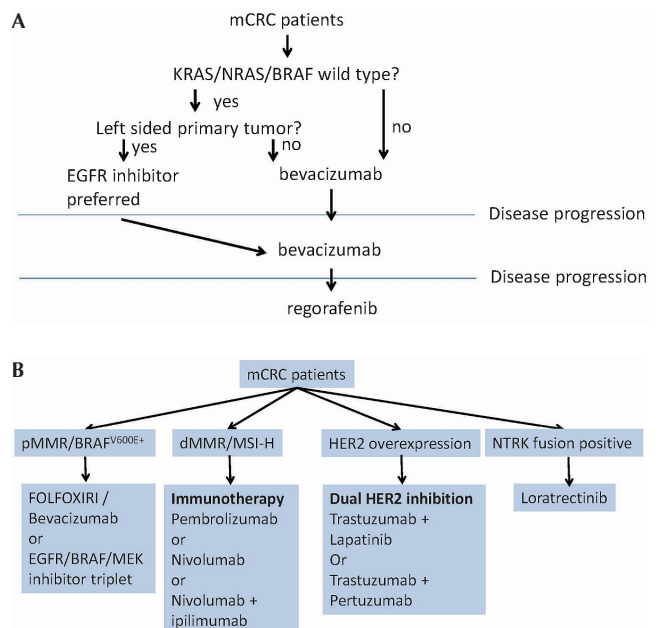 A
mCRC patients
KRAS/NRAS/BRAF wild type?
yes
no
Left sided primary tumor?
yes
no
EGFR inhibitor
preferred
bevacizumab
Disease progression
bevacizumab
Disease progression
regorafenib
B
mCRC patients
pMMR/BRAFV600E+
dMMR/MSI-H
HER2 overexpression
NTRK fusion positive
FOLFOXIRI /
Bevacizumab
or
EGFR/BRAF/MEK
inhibitor triplet
Immunotherapy
Pembrolizumab
or
Nivolumab
or
Nivolumab +
ipilimumab
Dual HER2 inhibition
Trastuzumab +
Lapatinib
Or
Trastuzumab +
Pertuzumab
Loratrectinib